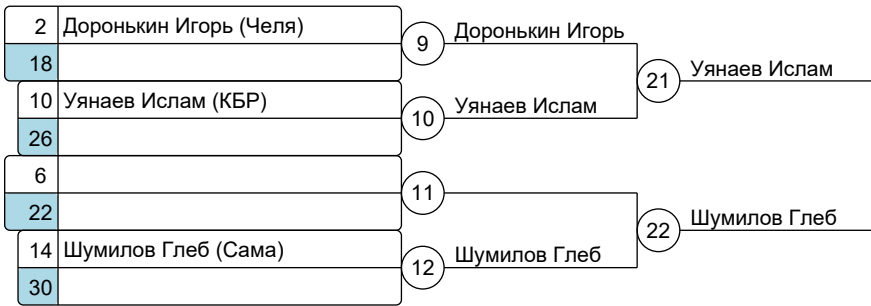 2 Доронькин Игорь (Челя)
18
9 Доронькин Игорь
10 Уянаев Ислам (КБР)
26
10 Уянаев Ислам
21 Уянаев Ислам
6
22
11
14 Шумилов Глеб (Сама)
30
12 Шумилов Глеб
22 Шумилов Глеб